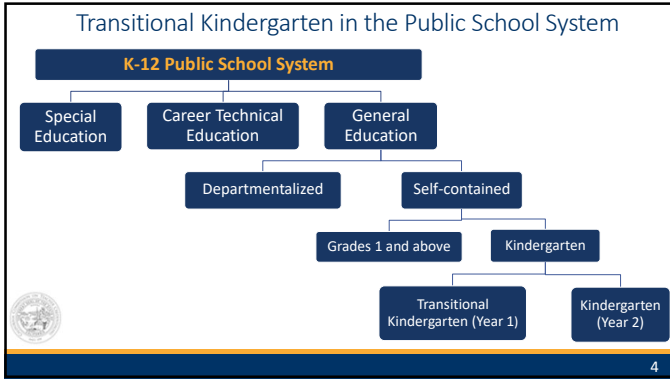 Transitional Kindergarten in the Public School System
K-12 Public School System
Special
Education
Career Technical
Education
General
Education
Departmentalized
Self-contained
Grades 1 and above
Kindergarten
Transitional
Kindergarten (Year 1)
Kindergarten
(Year 2)
4